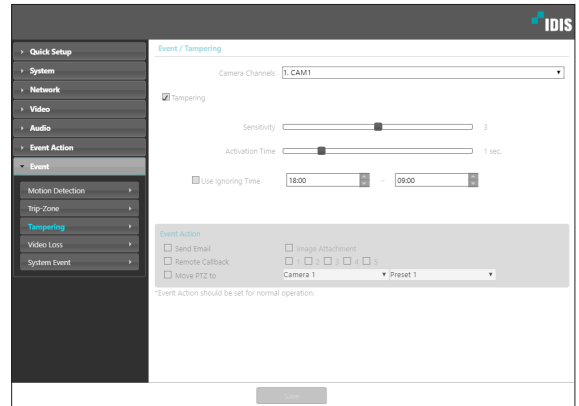 IDIS
Quick Setup
System
Network
Video
Audio
Event Action
Event
Motion Detection
Trip-Zone
Tampering
Video Loss
System Event
Event / Tampering
Camera Channels 1. CAM1
Tampering
Sensitivity 3
Activation Time 1 sec.
Use Ignoring Time 18:00 - 09:00
Event Action
Send Email Image Attachment
Remote Callback 1 2 3 4 5
Move PTZ to Camera 1 Preset 1
*Event Action should be set for normal operation.
Save